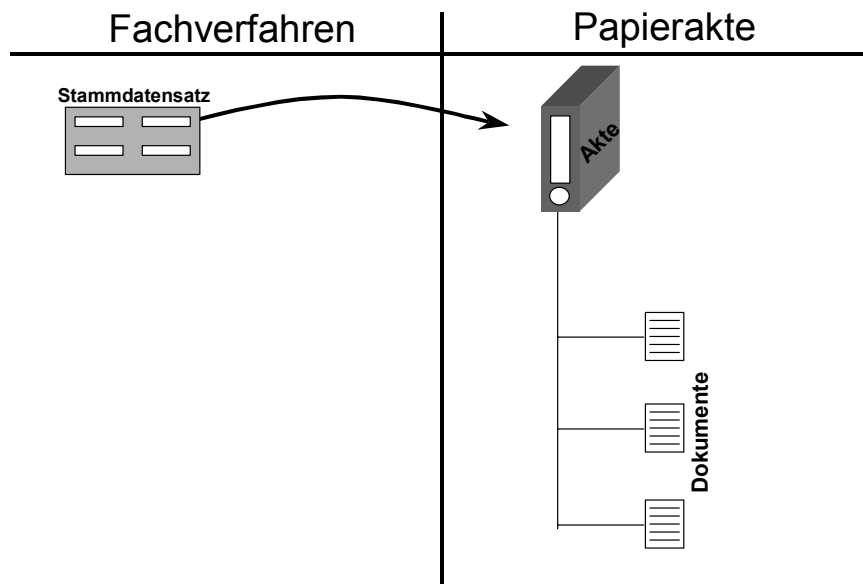 Fachverfahren
Papierakte
Stammdatensatz
Akte
Dokumente